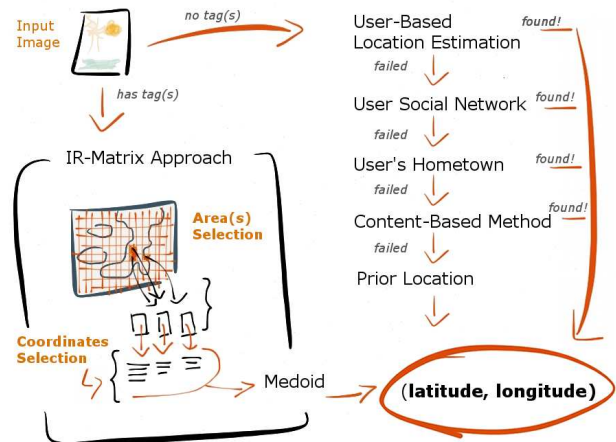 Input
Image
no tag(s)
has tag(s)
User-Based
Location Estimation
found!
failed
User Social Network
found!
failed
User's Hometown
found!
failed
Content-Based Method
found!
failed
Prior Location
IR-Matrix Approach
Area(s)
Selection
Coordinates
Selection
Medoid
(latitude, longitude)